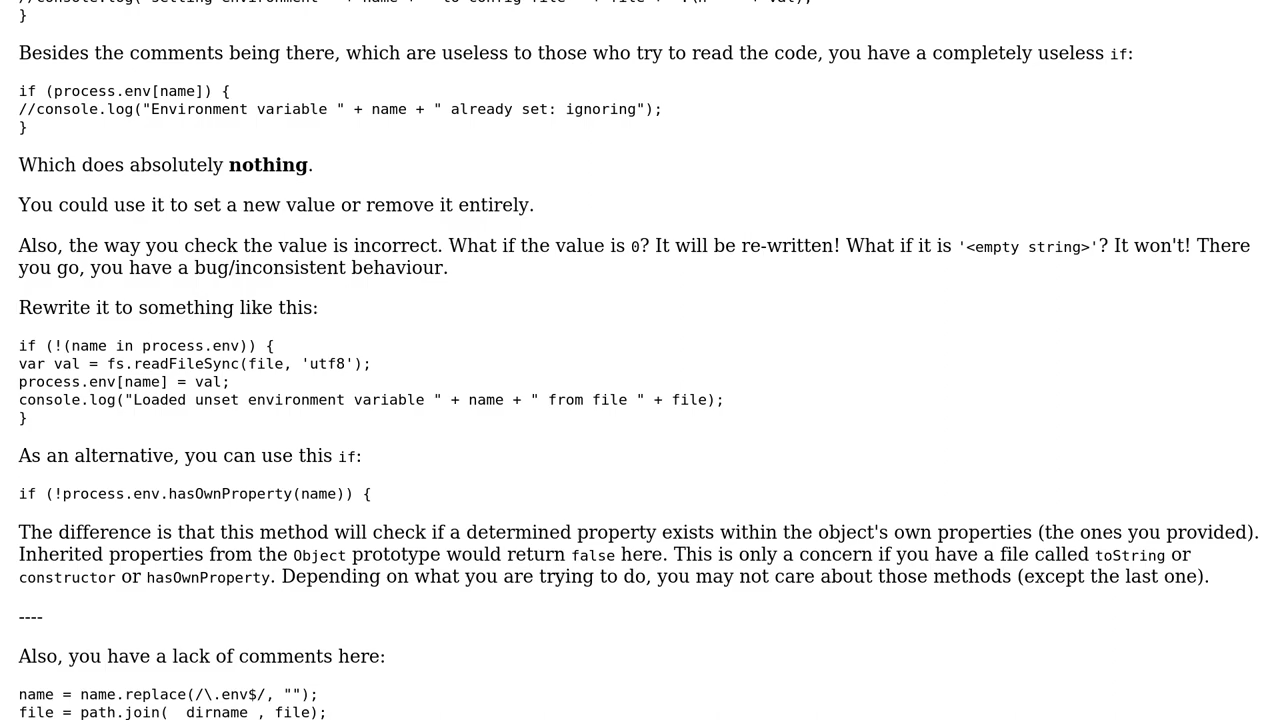 }
Besides the comments being there, which are useless to those who try to read the code, you have a completely useless if:
if (process.env[name]) {
//console.log("Environment variable " + name + " already set: ignoring");
}
Which does absolutely nothing.
You could use it to set a new value or remove it entirely.
Also, the way you check the value is incorrect. What if the value is 0? It will be re-written! What if it is '<empty string>'? It won't! There
you go, you have a bug/inconsistent behaviour.
Rewrite it to something like this:
if (!(name in process.env)) {
var val = fs.readFileSync(file, 'utf8');
process.env[name] = val;
console.log("Loaded unset environment variable " + name + " from file " + file);
}
As an alternative, you can use this if:
if (!process.env.hasOwnProperty(name)) {
The difference is that this method will check if a determined property exists within the object's own properties (the ones you provided).
Inherited properties from the Object prototype would return false here. This is only a concern if you have a file called toString or
constructor or hasOwnProperty. Depending on what you are trying to do, you may not care about those methods (except the last one).
----
Also, you have a lack of comments here:
name = name.replace(/\.env$/, "");
file = path.join(__dirname , file);